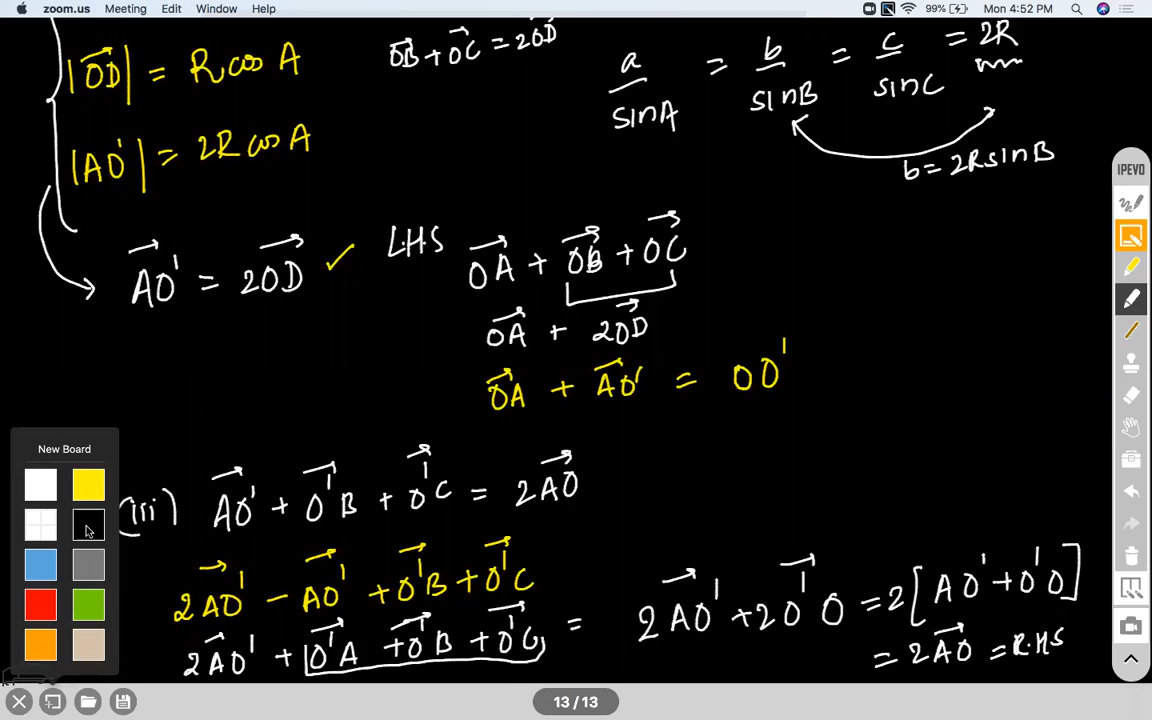 zoom.us Meeting Edit Window Help 99% Mon 4:52 PM
|OD| = R cos A
OB + OC = 2OD
a/sinA = b/sinB = c/sinC = 2R
b = 2R sin B
|AO'| = 2R cos A
AO' = 2OD ✓
LHS OA + OB + OC
OA + 2OD
OA + AO' = OO'
(iii) AO' + O'B + O'C = 2AO
2AO' - AO' + O'B + O'C
2AO' + O'A + O'B + O'C = 2AO' + 2O'O = 2[AO' + O'O]
= 2AO = R.H.S
New Board
IPEVO
13/13